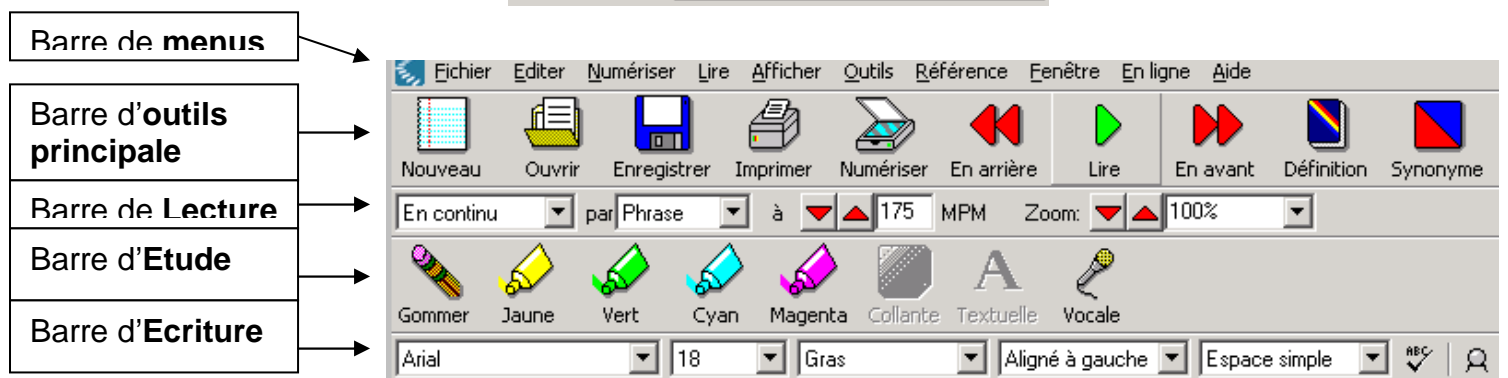 Barre de menus
Fichier Editer Numériser Lire Afficher Outils Référence Fenêtre En ligne Aide
Barre d'outils
principale
Nouveau Ouvrir Enregistrer Imprimer Numériser En arrière Lire En avant Définition Synonyme
Barre de Lecture
En continu par Phrase à 175 MPM Zoom: 100%
Barre d'Etude
Gommer Jaune Vert Cyan Magenta Collante Textuelle Vocale
Barre d'Ecriture
Arial 18 Gras Aligné à gauche Espace simple ABC